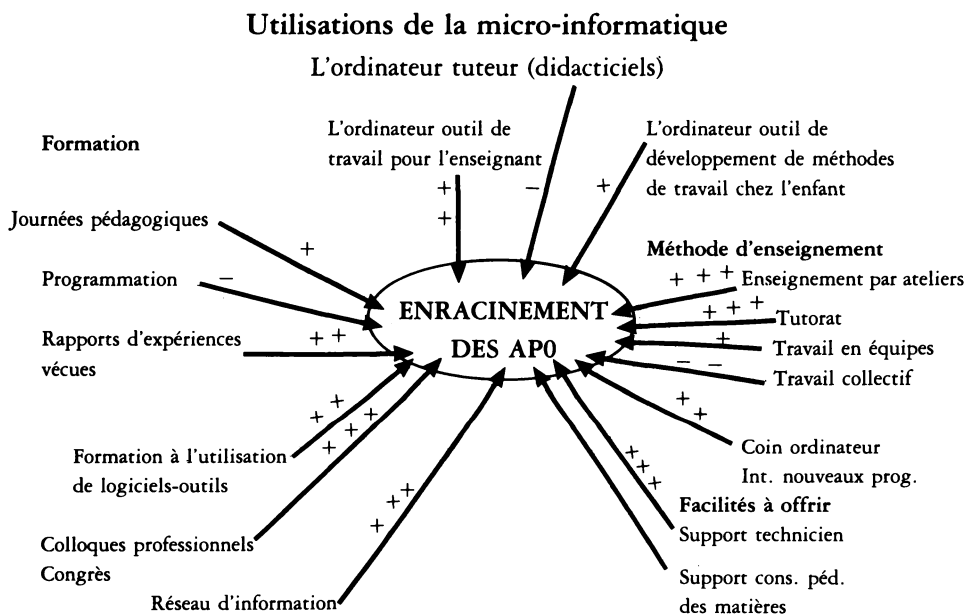 Utilisations de la micro-informatique
L'ordinateur tuteur (didacticiels)
Formation
L'ordinateur outil de
travail pour l'enseignant
L'ordinateur outil de
développement de méthodes
de travail chez l'enfant
+
+
−
+
Journées pédagogiques
+
Programmation
−
Rapports d'expériences
vécues
+ +
Méthode d'enseignement
+ + +
Enseignement par ateliers
+ + +
Tutorat
+
Travail en équipes
− −
Travail collectif
ENRACINEMENT
DES APO
+ +
Formation à l'utilisation
de logiciels-outils
+ + +
Colloques professionnels
Congrès
+ + +
Réseau d'information
+ +
Coin ordinateur
Int. nouveaux prog.
Facilités à offrir
+ + +
Support technicien
Support cons. péd.
des matières